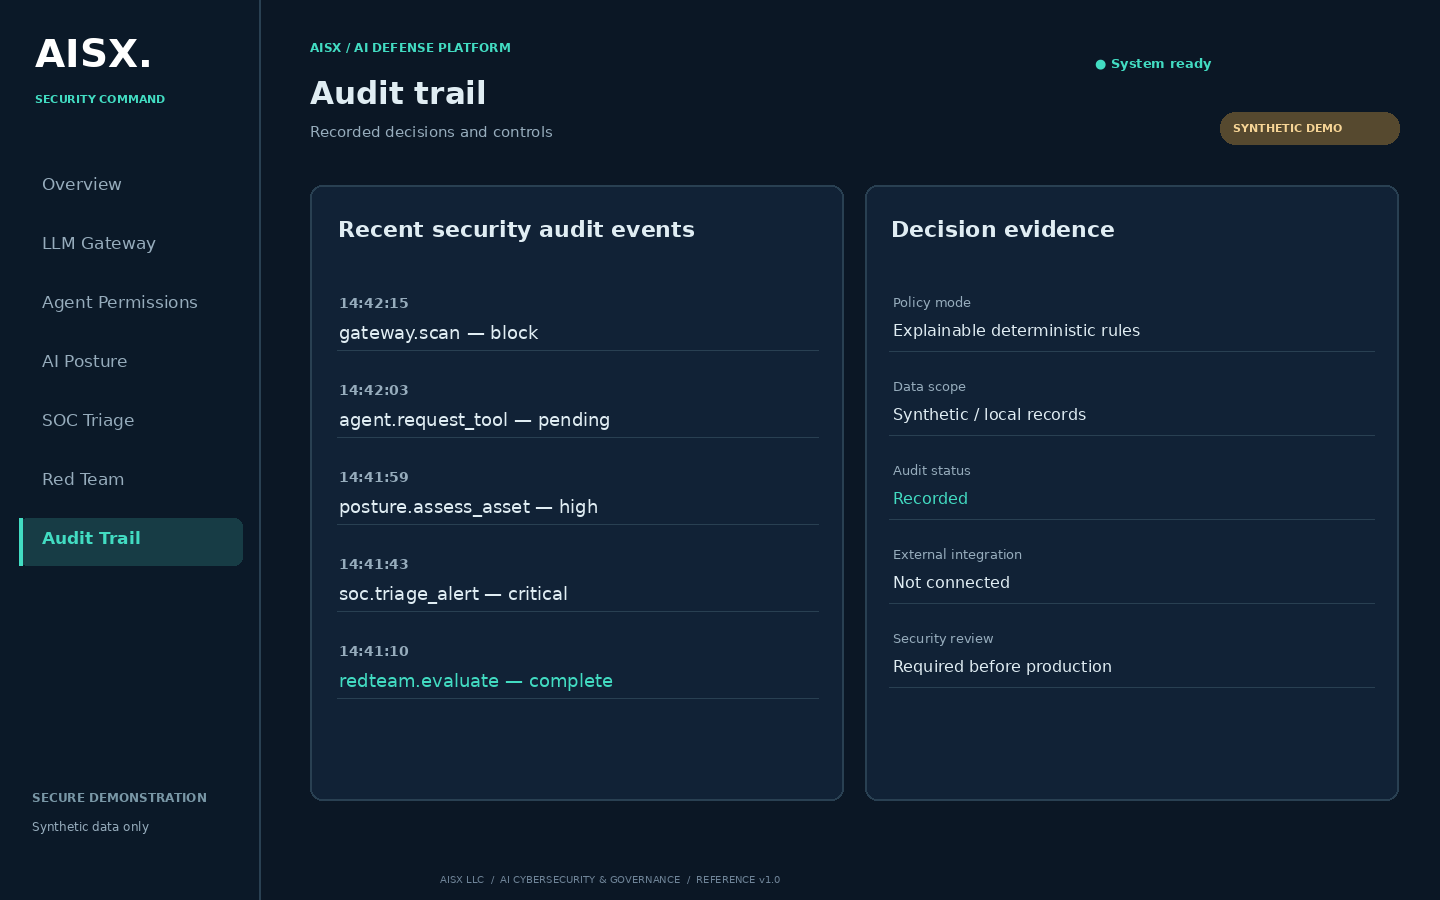 AISX.
SECURITY COMMAND
Overview
LLM Gateway
Agent Permissions
AI Posture
SOC Triage
Red Team
Audit Trail
SECURE DEMONSTRATION
Synthetic data only
AISX / AI DEFENSE PLATFORM
Audit trail
Recorded decisions and controls
● System ready
SYNTHETIC DEMO
Recent security audit events
14:42:15
gateway.scan — block
14:42:03
agent.request_tool — pending
14:41:59
posture.assess_asset — high
14:41:43
soc.triage_alert — critical
14:41:10
redteam.evaluate — complete
Decision evidence
Policy mode
Explainable deterministic rules
Data scope
Synthetic / local records
Audit status
Recorded
External integration
Not connected
Security review
Required before production
AISX LLC / AI CYBERSECURITY & GOVERNANCE / REFERENCE v1.0